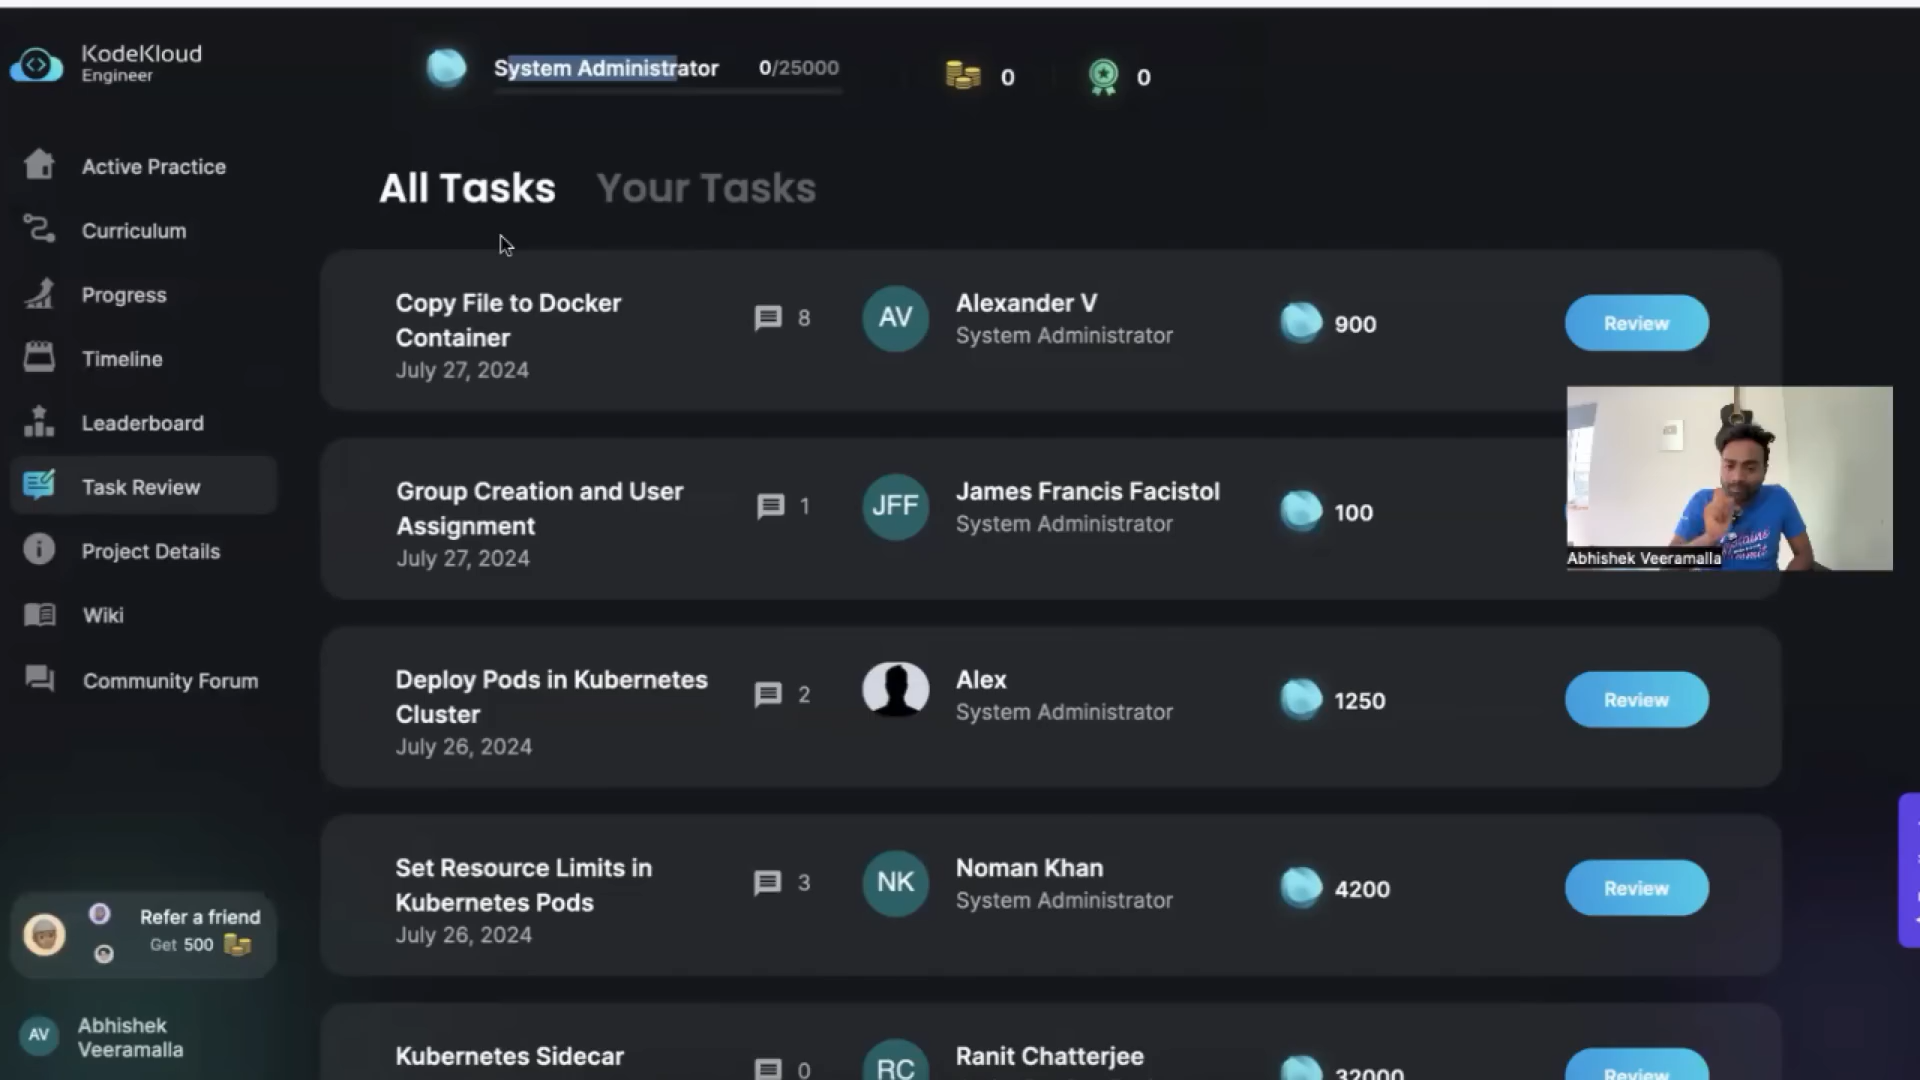 KodeKloud
Engineer
System Administrator 0/25000 0 0
Active Practice
Curriculum
Progress
Timeline
Leaderboard
Task Review
Project Details
Wiki
Community Forum
Refer a friend
Get 500
AV
Abhishek
Veeramalla
All Tasks Your Tasks
Copy File to Docker
Container
July 27, 2024
8
AV
Alexander V
System Administrator
900
Review
Group Creation and User
Assignment
July 27, 2024
1
JFF
James Francis Facistol
System Administrator
100
Abhishek Veeramalla
Deploy Pods in Kubernetes
Cluster
July 26, 2024
2
Alex
System Administrator
1250
Review
Set Resource Limits in
Kubernetes Pods
July 26, 2024
3
NK
Noman Khan
System Administrator
4200
Review
Kubernetes Sidecar
0
RC
Ranit Chatterjee
32000
Review